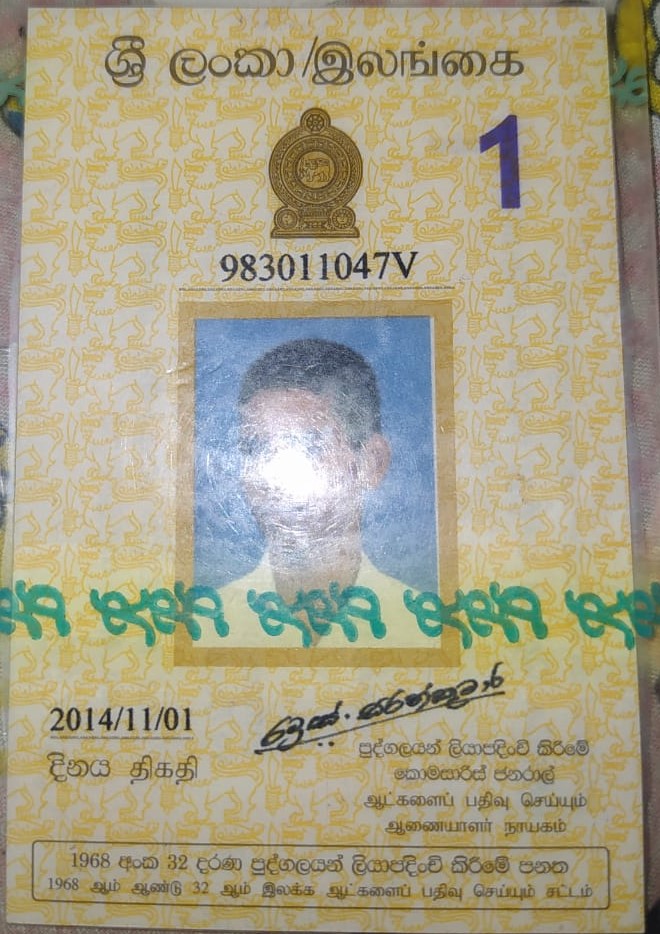 ශ්‍රී ලංකා/இலங்கை
1
983011047V
2014/11/01
දිනය திகதி
පුද්ගලයන් ලියාපදිංචි කිරීමේ
කොමසාරිස් ජනරාල්
ஆட்களைப் பதிவு செய்யும்
ஆணையாளர் நாயகம்
1968 අංක 32 දරණ පුද්ගලයන් ලියාපදිංචි කිරීමේ පනත
1968 ஆம் ஆண்டு 32 ஆம் இலக்க ஆட்களைப் பதிவு செய்யும் சட்டம்